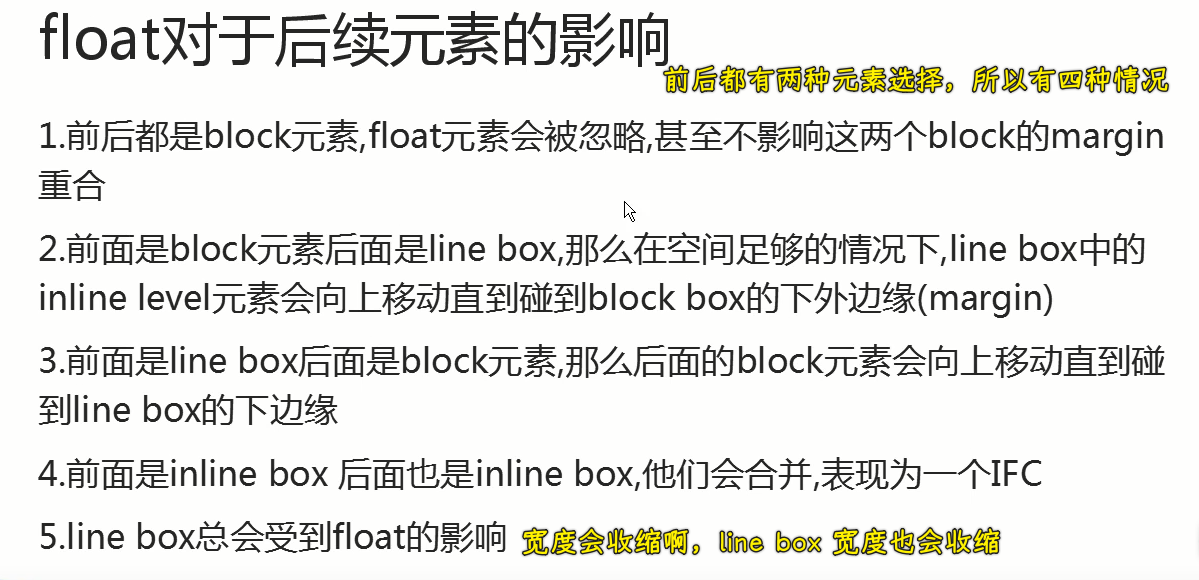 float对于后续元素的影响
前后都有两种元素选择，所以有四种情况
1.前后都是block元素,float元素会被忽略,甚至不影响这两个block的margin
重合
2.前面是block元素后面是line box,那么在空间足够的情况下,line box中的
inline level元素会向上移动直到碰到block box的下外边缘(margin)
3.前面是line box后面是block元素,那么后面的block元素会向上移动直到碰
到line box的下边缘
4.前面是inline box 后面也是inline box,他们会合并,表现为一个IFC
5.line box总会受到float的影响 宽度会收缩啊，line box 宽度也会收缩